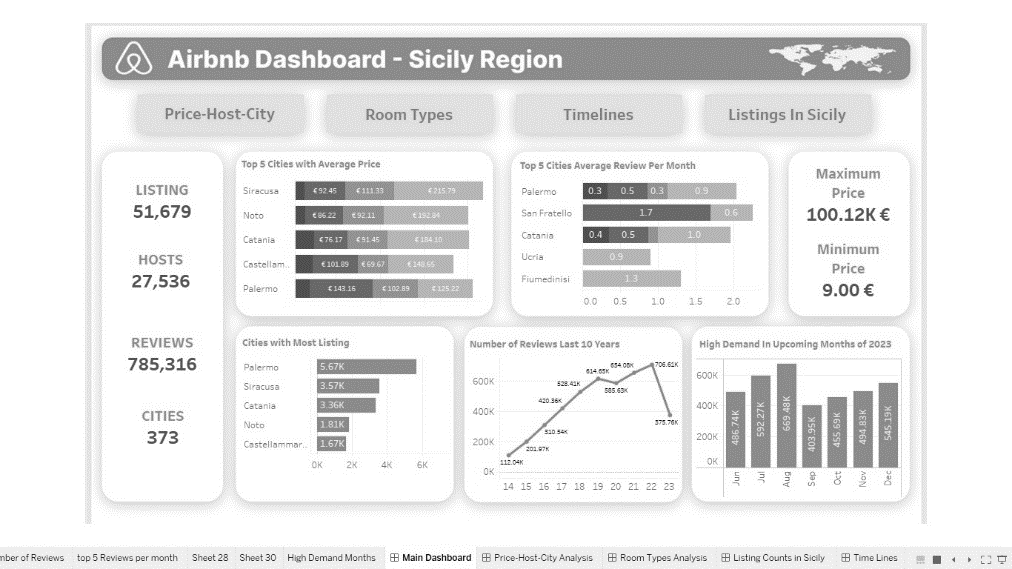 Airbnb Dashboard - Sicily Region
Price-Host-City
Room Types
Timelines
Listings In Sicily
LISTING
51,679
HOSTS
27,536
REVIEWS
785,316
CITIES
373
Top 5 Cities with Average Price
Siracusa € 92.45 € 111.33 € 215.79
Noto € 86.22 € 92.11 € 192.84
Catania € 76.17 € 91.45 € 184.10
Castellam.. € 101.89 € 69.67 € 148.65
Palermo € 143.16 € 102.89 € 125.22
Top 5 Cities Average Review Per Month
Palermo 0.3 0.5 0.3 0.9
San Fratello 1.7 0.6
Catania 0.4 0.5 1.0
Ucria 0.9
Fiumedinisi 1.3
0.0 0.5 1.0 1.5 2.0
Maximum
Price
100.12K €
Minimum
Price
9.00 €
Cities with Most Listing
Palermo 5.67K
Siracusa 3.57K
Catania 3.36K
Noto 1.81K
Castellammar.. 1.67K
0K 2K 4K 6K
Number of Reviews Last 10 Years
706.61K
654.08K
614.65K
585.63K
600K
528.41K
420.36K
400K
375.76K
310.54K
201.97K
200K
112.04K
0K
14 15 16 17 18 19 20 21 22 23
High Demand In Upcoming Months of 2023
600K
400K
200K
0K
486.74K 592.27K 669.48K 403.95K 455.69K 494.83K 545.19K
Jun Jul Aug Sep Oct Nov Dec
mber of Reviews top 5 Reviews per month Sheet 28 Sheet 30 High Demand Months Main Dashboard Price-Host-City Analysis Room Types Analysis Listing Counts in Sicily Time Lines